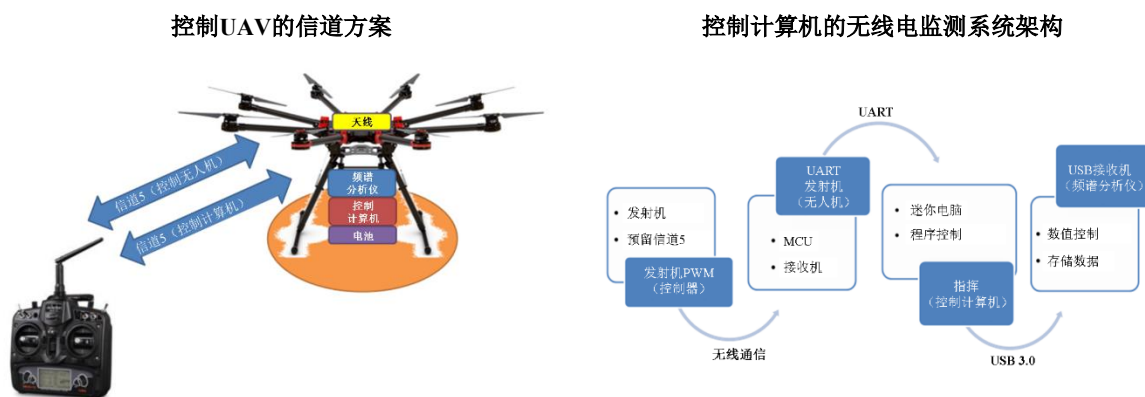 控制UAV的信道方案
天线
频谱
分析仪
控制
计算机
电池
信道5（控制无人机）
信道5（控制计算机）
控制计算机的无线电监测系统架构
• 发射机
• 预留信道5
发射机PWM
（控制器）
无线通信
UART
发射机
（无人机）
• MCU
• 接收机
UART
• 迷你电脑
• 程序控制
指挥
（控制计算机）
USB 3.0
USB接收机
（频谱分析仪）
• 数值控制
• 存储数据